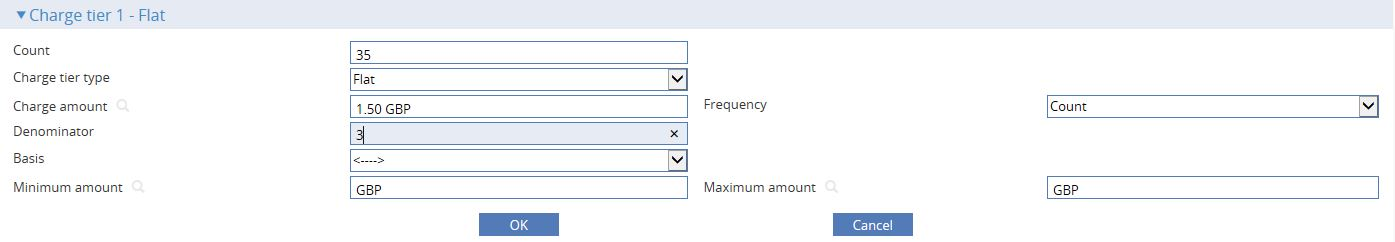 Charge tier 1 - Flat
Count 35
Charge tier type Flat
Charge amount 1.50 GBP Frequency Count
Denominator 3
Basis <---->
Minimum amount GBP Maximum amount GBP
OK Cancel